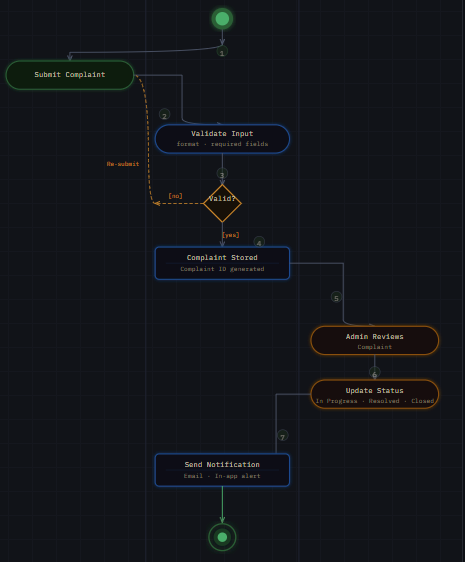 1
Submit Complaint
2
Validate Input
format · required fields
Re-submit
3
[no]
Valid?
[yes]
4
Complaint Stored
Complaint ID generated
5
Admin Reviews
Complaint
6
Update Status
In Progress · Resolved · Closed
7
Send Notification
Email · In-app alert